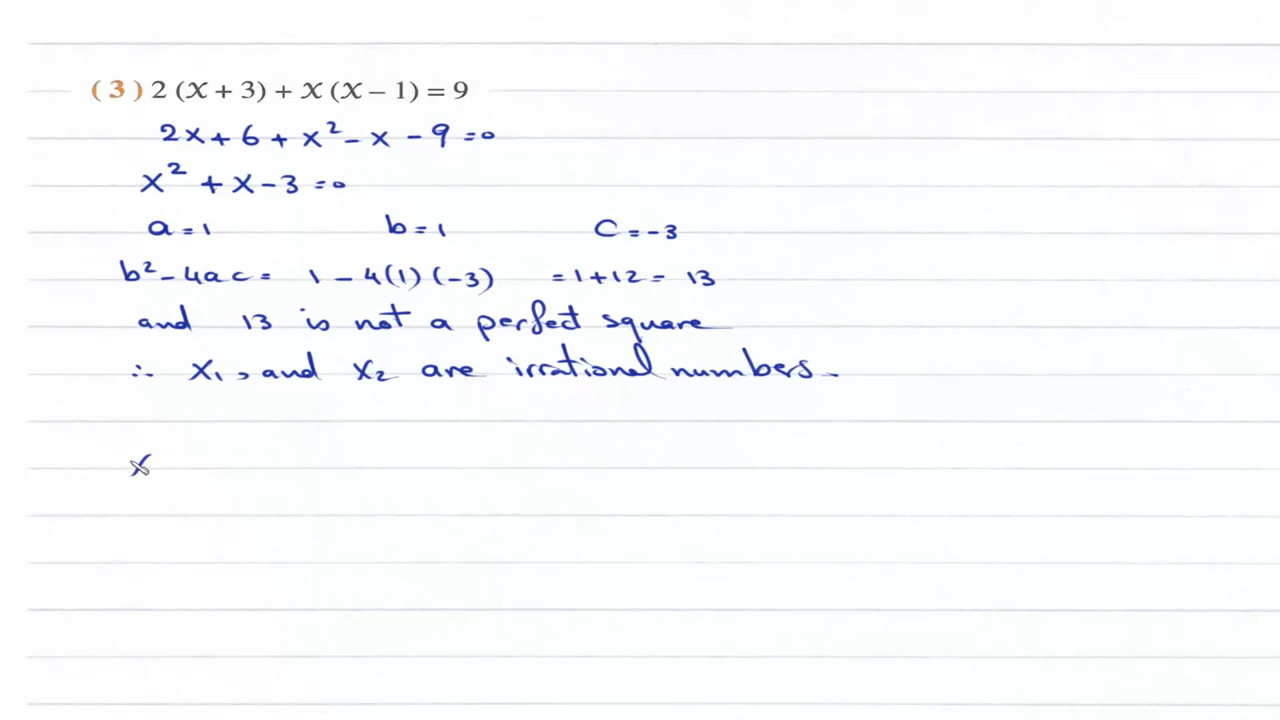 (3) 2 (X + 3) + X (X – 1) = 9
2x + 6 + x² - x - 9 = 0
x² + x - 3 = 0
a = 1 b = 1 C = -3
b² - 4ac = 1 - 4(1)(-3) = 1 + 12 = 13
and 13 is not a perfect square
∴ x₁, and x₂ are irrational numbers.
x